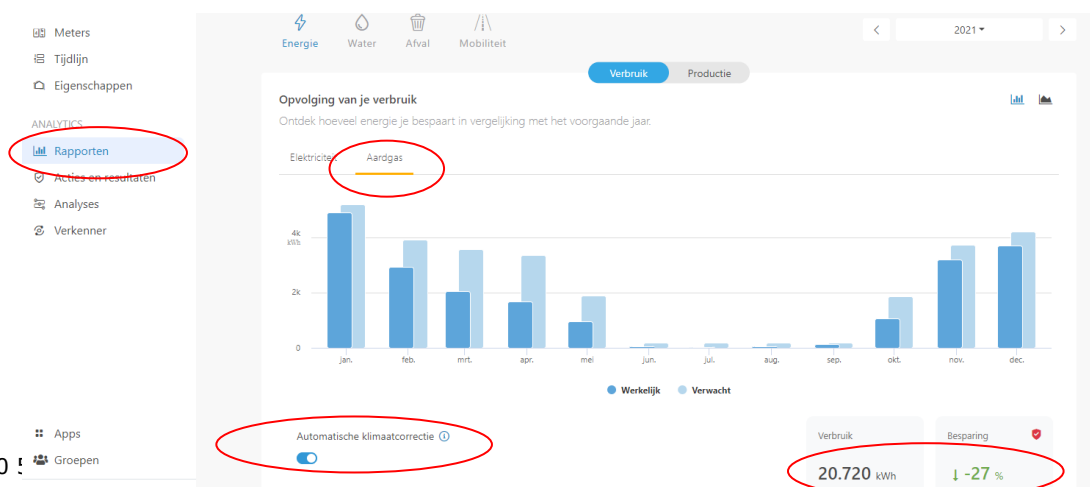 Meters
Tijdlijn
Eigenschappen
ANALYTICS
Rapporten
Acties en resultaten
Analyses
Verkenner
Apps
Groepen
Energie Water Afval Mobiliteit
2021
Verbruik Productie
Opvolging van je verbruik
Ontdek hoeveel energie je bespaart in vergelijking met het voorgaande jaar.
Elektriciteit Aardgas
4k
kWh
2k
0
jan. feb. mrt. apr. mei jun. jul. aug. sep. okt. nov. dec.
Werkelijk Verwacht
Automatische klimaatcorrectie
Verbruik
20.720 kWh
Besparing
↓ -27 %